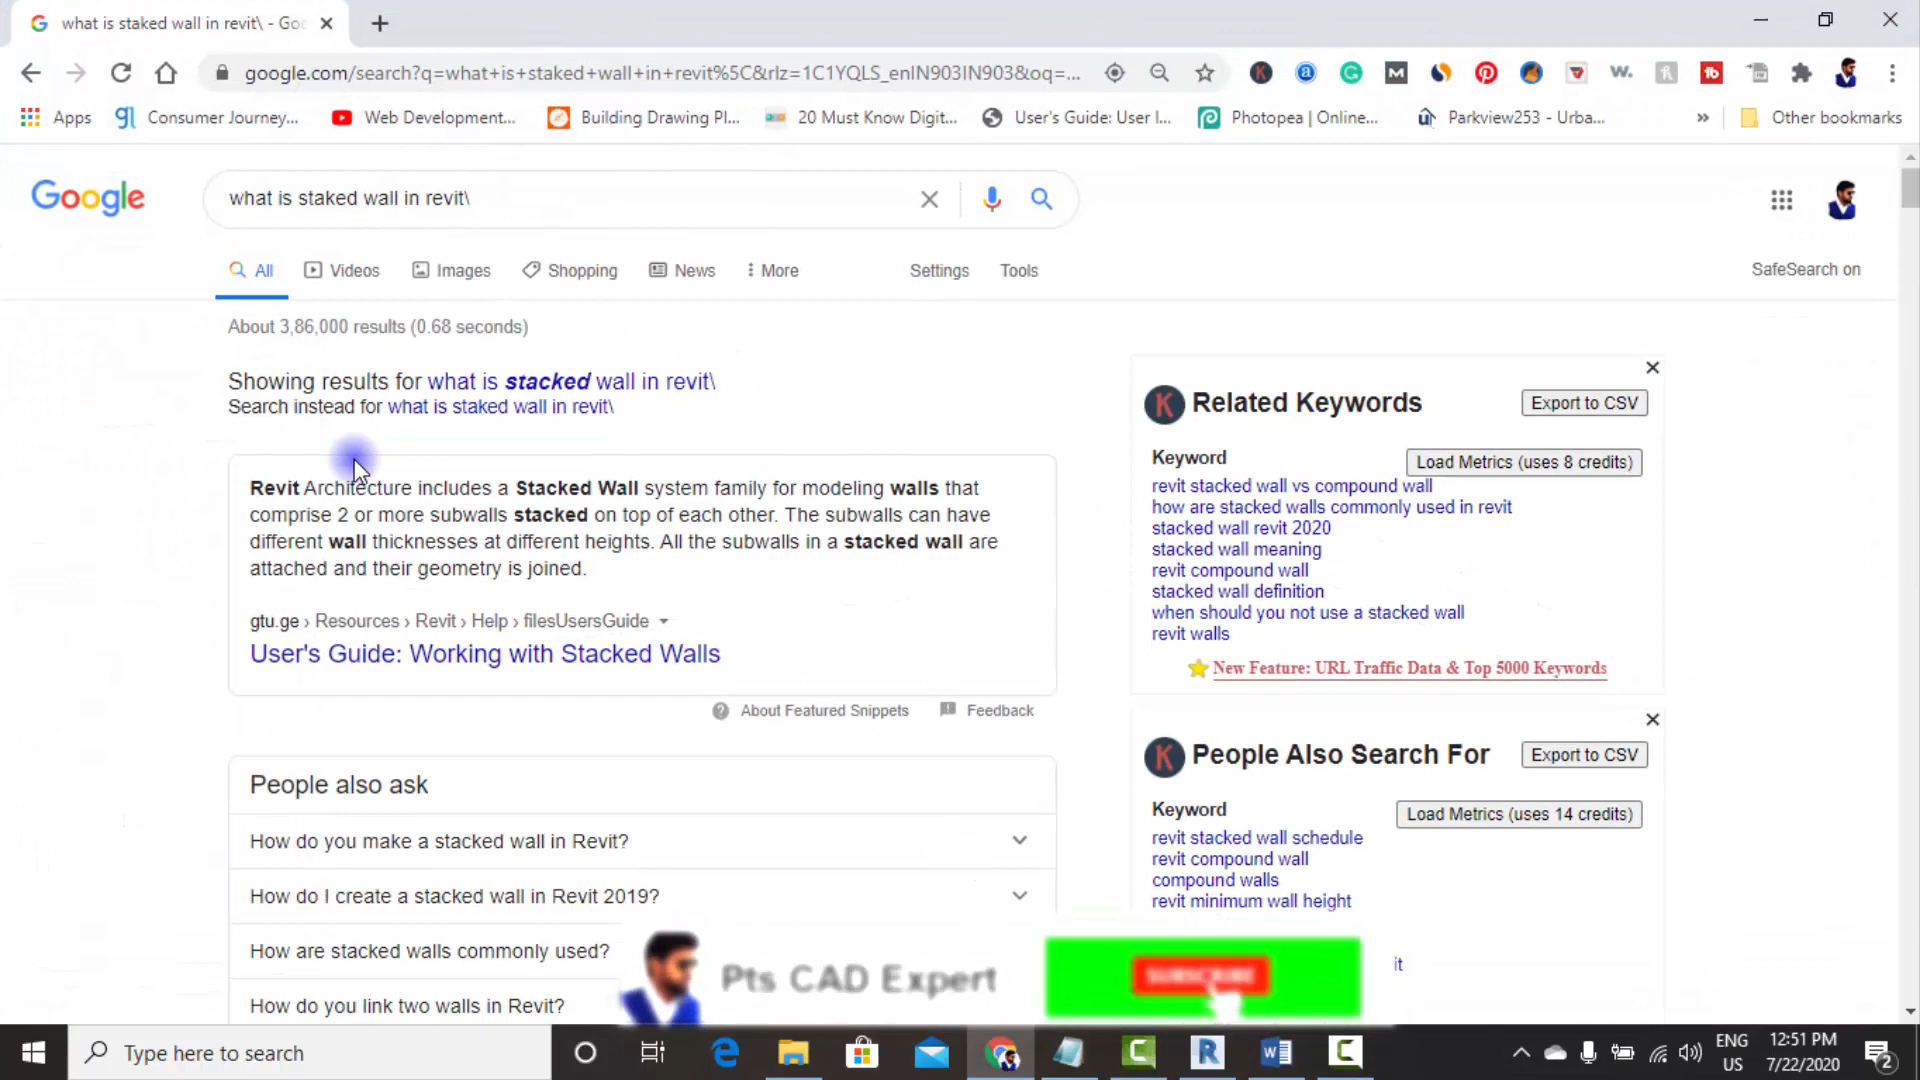 what is staked wall in revit\ - Goo
google.com/search?q=what+is+staked+wall+in+revit%5C&rlz=1C1YQLS_enIN903IN903&oq=...
Apps
Consumer Journey...
Web Development...
Building Drawing Pl...
20 Must Know Digit...
User's Guide: User I...
Photopea | Online...
Parkview253 - Urba...
»
Other bookmarks
Google
what is staked wall in revit\
All
Videos
Images
Shopping
News
More
Settings
Tools
SafeSearch on
About 3,86,000 results (0.68 seconds)
Showing results for what is stacked wall in revit\
Search instead for what is staked wall in revit\
Revit Architecture includes a Stacked Wall system family for modeling walls that
comprise 2 or more subwalls stacked on top of each other. The subwalls can have
different wall thicknesses at different heights. All the subwalls in a stacked wall are
attached and their geometry is joined.
gtu.ge › Resources › Revit › Help › filesUsersGuide
User's Guide: Working with Stacked Walls
About Featured Snippets
Feedback
People also ask
How do you make a stacked wall in Revit?
How do I create a stacked wall in Revit 2019?
How are stacked walls commonly used?
How do you link two walls in Revit?
Related Keywords
Export to CSV
Keyword
Load Metrics (uses 8 credits)
revit stacked wall vs compound wall
how are stacked walls commonly used in revit
stacked wall revit 2020
stacked wall meaning
revit compound wall
stacked wall definition
when should you not use a stacked wall
revit walls
New Feature: URL Traffic Data & Top 5000 Keywords
People Also Search For
Export to CSV
Keyword
Load Metrics (uses 14 credits)
revit stacked wall schedule
revit compound wall
compound walls
revit minimum wall height
it
Pts CAD Expert
SUBSCRIBE
Type here to search
ENG
US
12:51 PM
7/22/2020
2